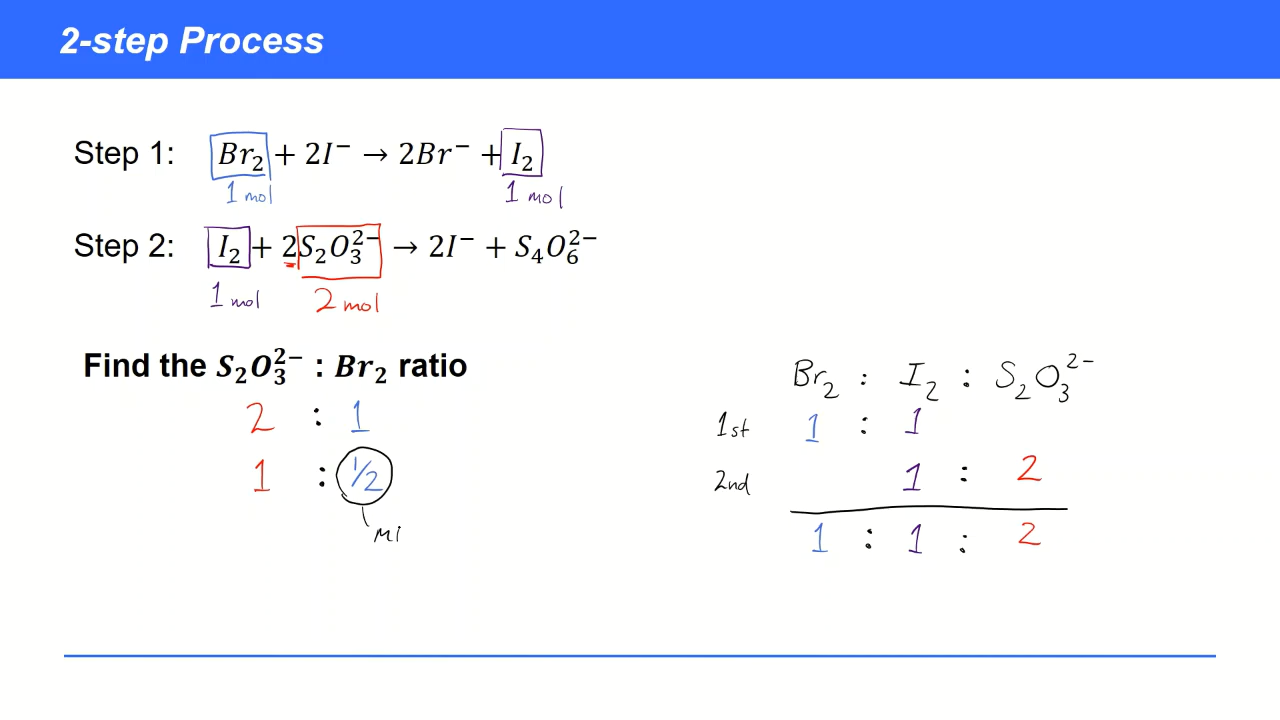 2-step Process
Step 1: Br₂ + 2I⁻ → 2Br⁻ + I₂
1 mol 1 mol
Step 2: I₂ + 2S₂O₃²⁻ → 2I⁻ + S₄O₆²⁻
1 mol 2 mol
Find the S₂O₃²⁻ : Br₂ ratio
2 : 1
1 : 1/2
mi
Br₂ : I₂ : S₂O₃²⁻
1st 1 : 1
2nd 1 : 2
1 : 1 : 2